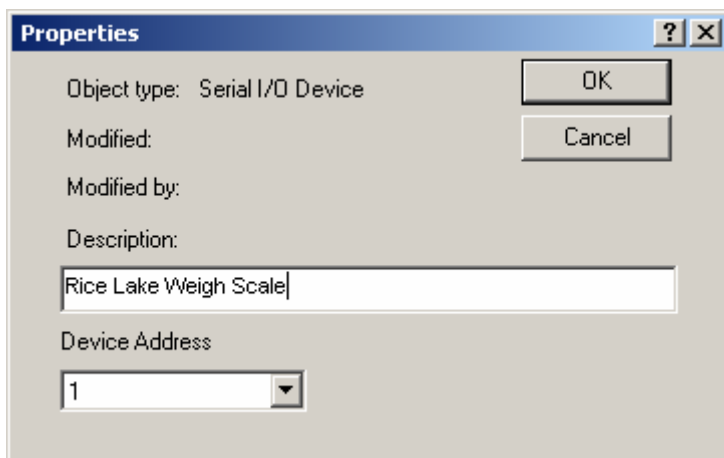 Properties
Object type: Serial I/O Device
OK
Modified:
Cancel
Modified by:
Description:
Rice Lake Weigh Scale
Device Address
1